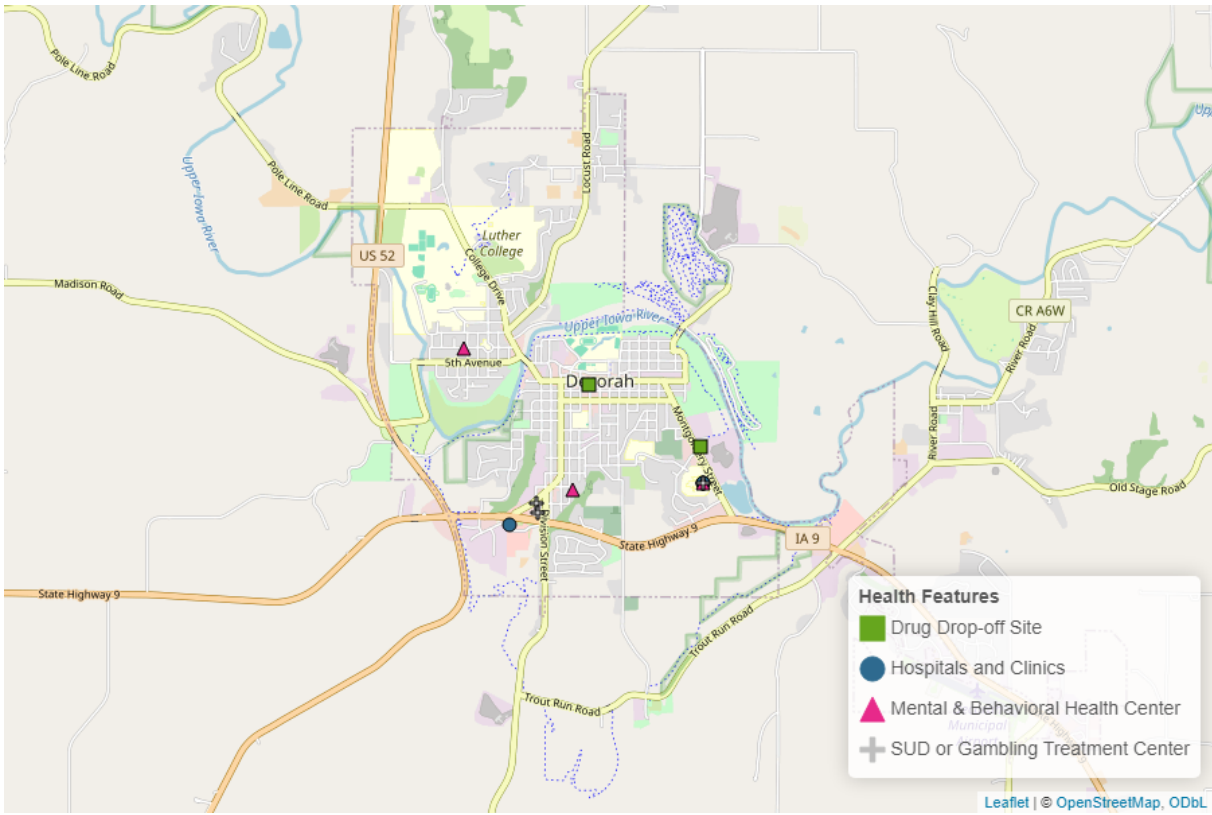 Pole Line Road
Upper Iowa River
Pole Line Road
Locust Road
Luther
College
US 52
College Drive
Madison Road
Clay Hill Road
CR A6W
River Road
Upper Iowa River
5th Avenue
Decorah
Montgomery Street
River Road
Old Stage Road
Division Street
State Highway 9
IA 9
State Highway 9
Trout Run Road
Trout Run Road
Health Features
Drug Drop-off Site
Hospitals and Clinics
Mental & Behavioral Health Center
Municipal
SUD or Gambling Treatment Center
Leaflet | © OpenStreetMap, ODbL